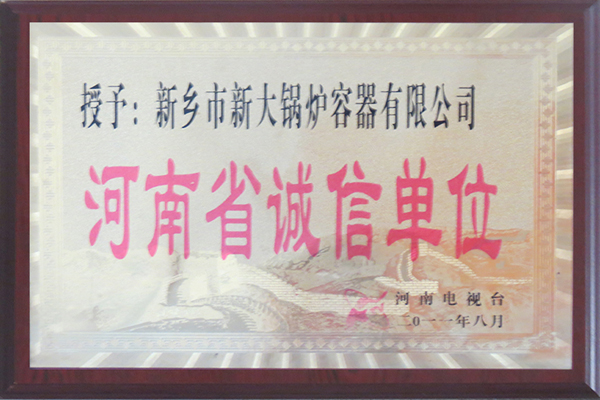 授予：新乡市新大锅炉容器有限公司
河南省诚信单位
河南电视台
二〇一一年八月